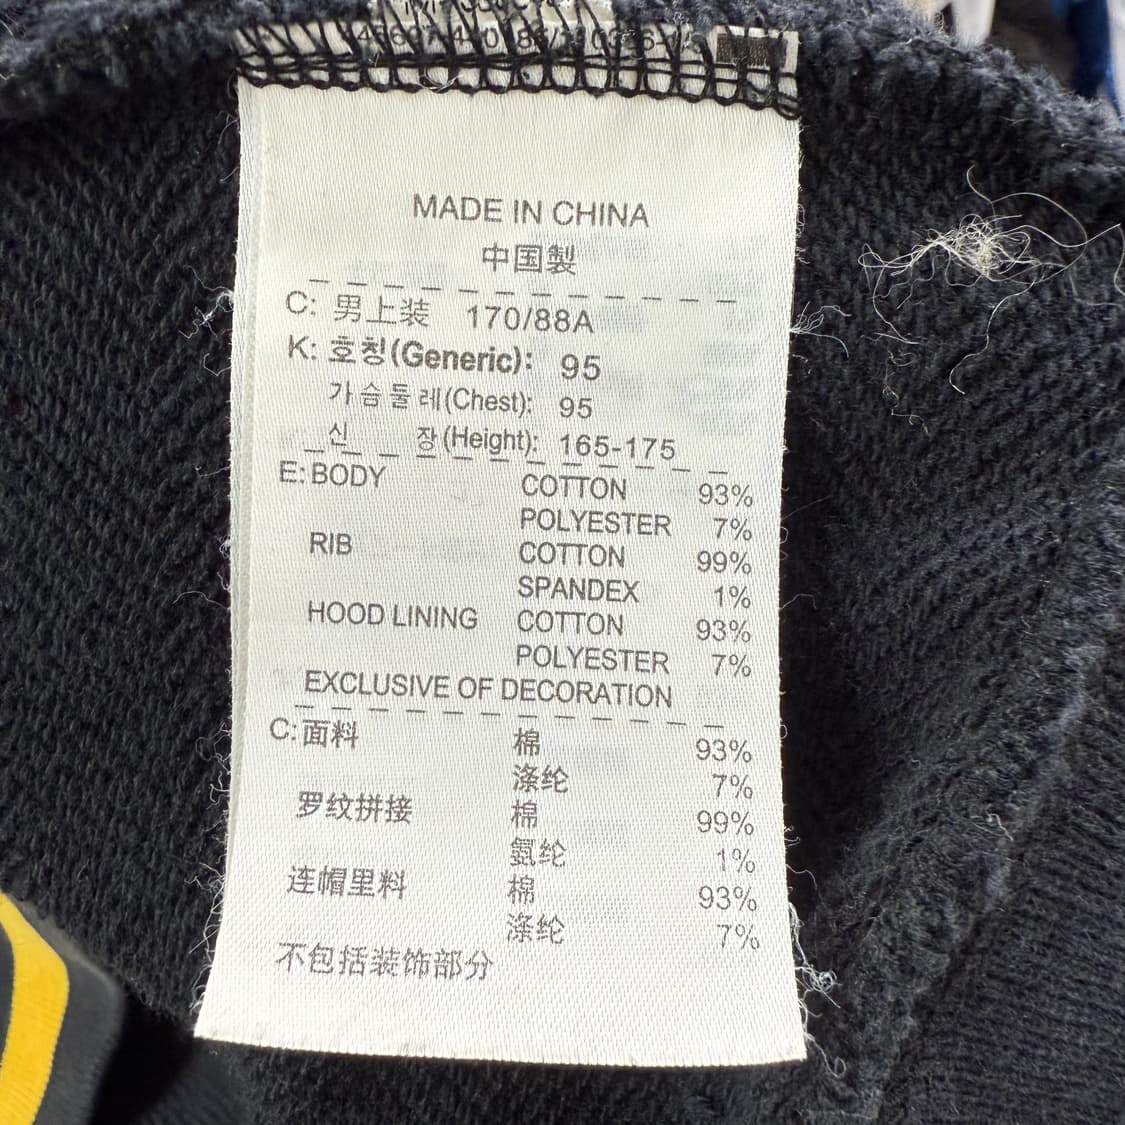 MADE IN CHINA
中国製
C: 男上装 170/88A
K: 호칭(Generic): 95
가슴둘레(Chest): 95
신 장(Height): 165-175
E: BODY COTTON 93%
POLYESTER 7%
RIB COTTON 99%
SPANDEX 1%
HOOD LINING COTTON 93%
POLYESTER 7%
EXCLUSIVE OF DECORATION
C: 面料 棉 93%
涤纶 7%
罗纹拼接 棉 99%
氨纶 1%
连帽里料 棉 93%
涤纶 7%
不包括装饰部分